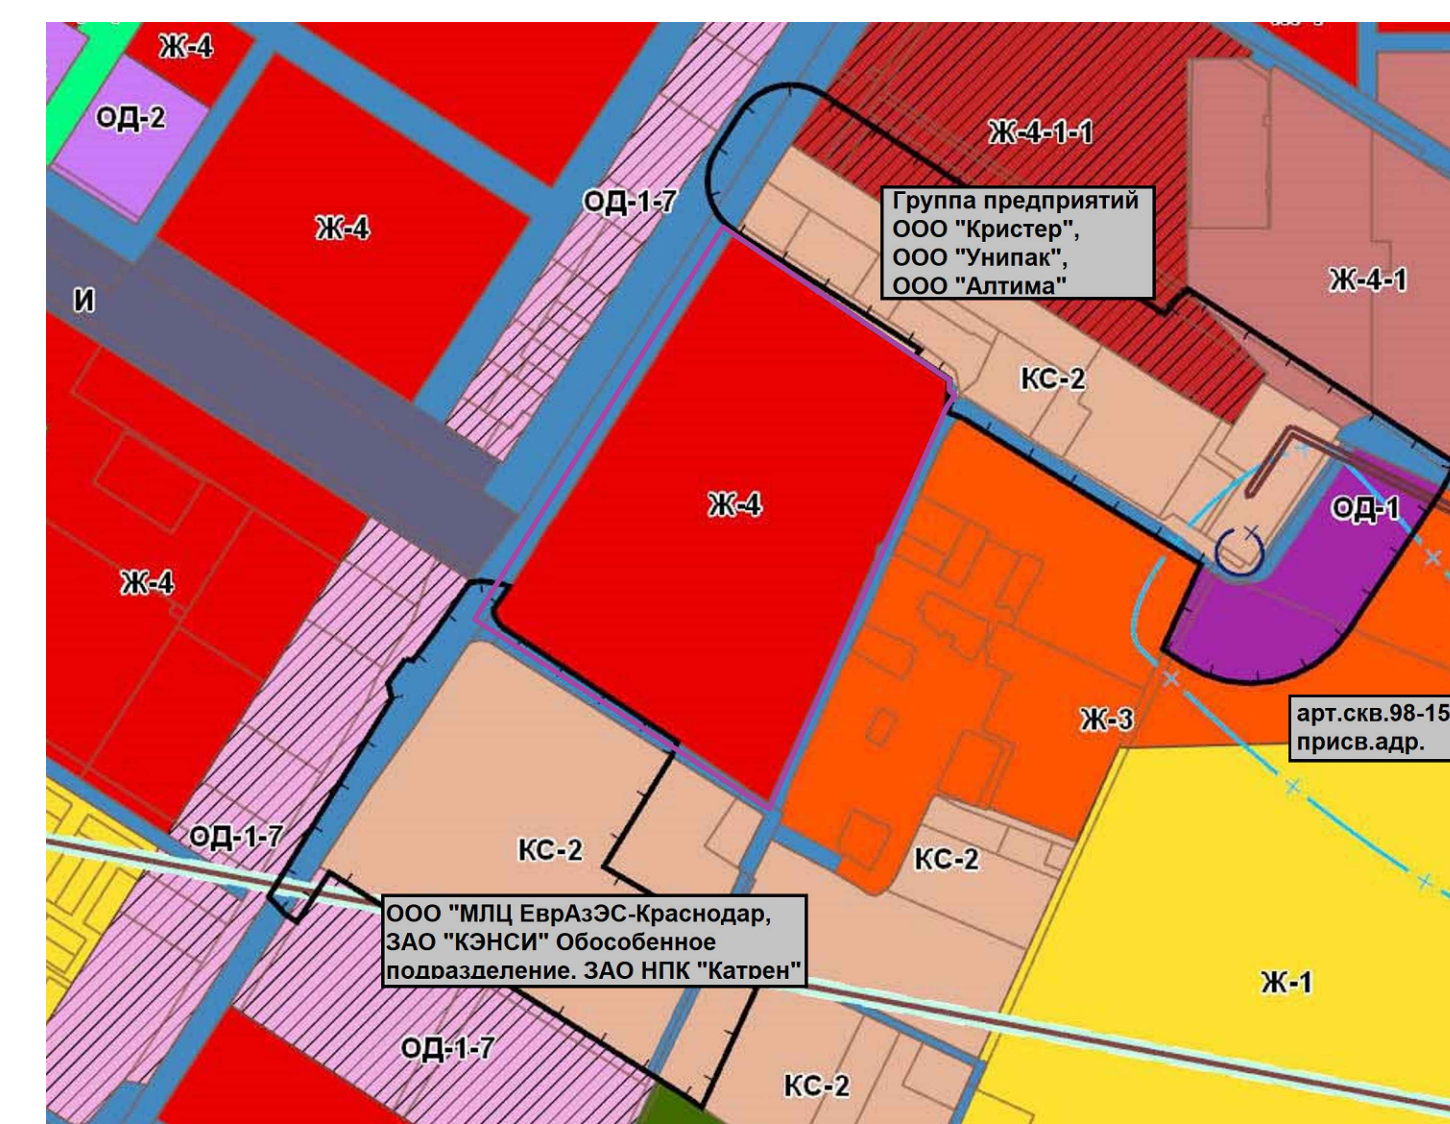 Ж-4
ОД-2
Ж-4-1-1
ОД-1-7
Группа предприятий
ООО "Кристер",
ООО "Унипак",
ООО "Алтима"
Ж-4
Ж-4-1
И
КС-2
Ж-4
ОД-1
Ж-4
Ж-3
арт.скв.98-15
присв.адр.
ОД-1-7
КС-2
КС-2
ООО "МЛЦ ЕврАзЭС-Краснодар,
ЗАО "КЭНСИ" Обособенное
подразделение. ЗАО НПК "Катрен"
Ж-1
ОД-1-7
КС-2